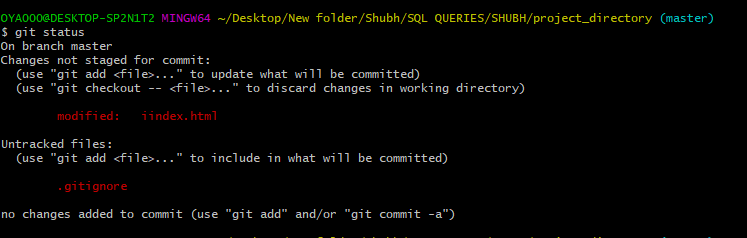 OYAOOO@DESKTOP-SP2N1T2 MINGW64 ~/Desktop/New folder/Shubh/SQL QUERIES/SHUBH/project_directory (master)
$ git status
On branch master
Changes not staged for commit:
  (use "git add <file>..." to update what will be committed)
  (use "git checkout -- <file>..." to discard changes in working directory)
        modified:   iindex.html
Untracked files:
  (use "git add <file>..." to include in what will be committed)
        .gitignore
no changes added to commit (use "git add" and/or "git commit -a")